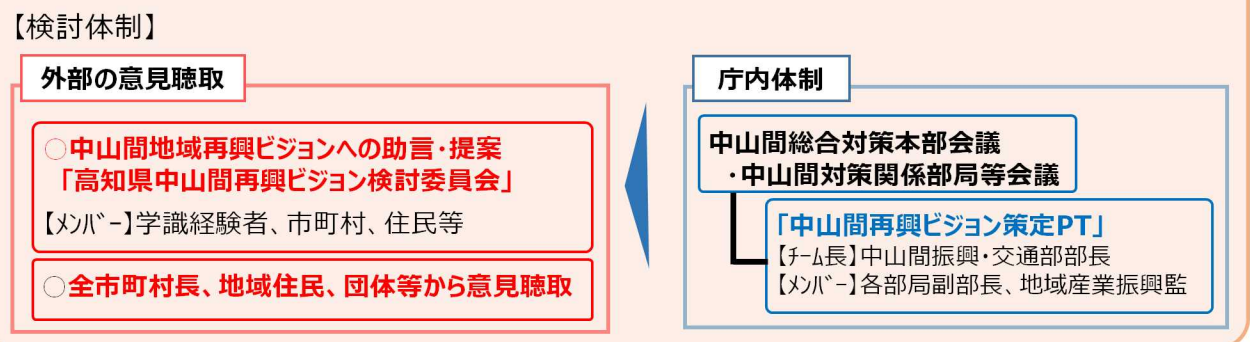 【検討体制】
外部の意見聴取
○中山間地域再興ビジョンへの助言・提案
「高知県中山間再興ビジョン検討委員会」
【ﾒﾝﾊﾞｰ】学識経験者、市町村、住民等
○全市町村長、地域住民、団体等から意見聴取
庁内体制
中山間総合対策本部会議
・中山間対策関係部局等会議
「中山間再興ビジョン策定PT」
【ﾁｰﾑ長】中山間振興・交通部部長
【ﾒﾝﾊﾞｰ】各部局副部長、地域産業振興監